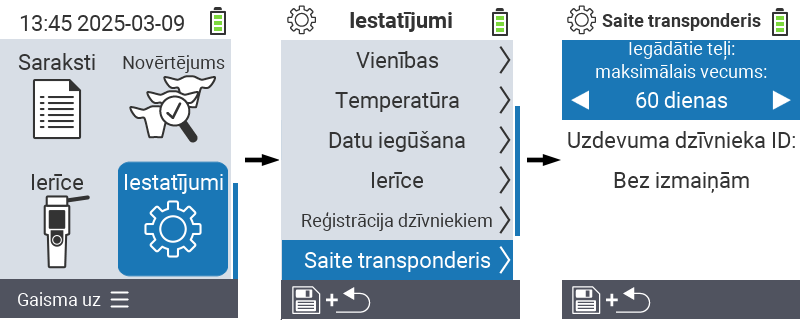 13:45 2025-03-09
Saraksti
Novērtējums
Ierīce
Iestatījumi
Gaisma uz
Iestatījumi
Vienības
Temperatūra
Datu iegūšana
Ierīce
Reģistrācija dzīvniekiem
Saite transponderis
+
Saite transponderis
Iegādātie teļi:
maksimālais vecums:
60 dienas
Uzdevuma dzīvnieka ID:
Bez izmaiņām
+